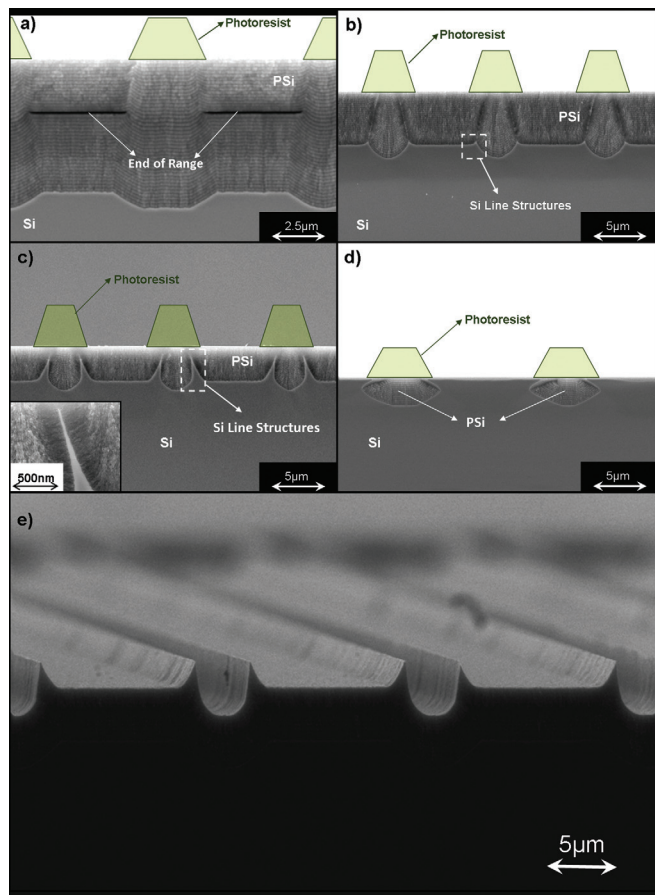 a)
Photoresist
PSi
End of Range
Si
2.5µm
b)
Photoresist
PSi
Si Line Structures
Si
5µm
c)
Photoresist
PSi
Si Line Structures
Si
500nm
5µm
d)
Photoresist
PSi
Si
5µm
e)
5µm